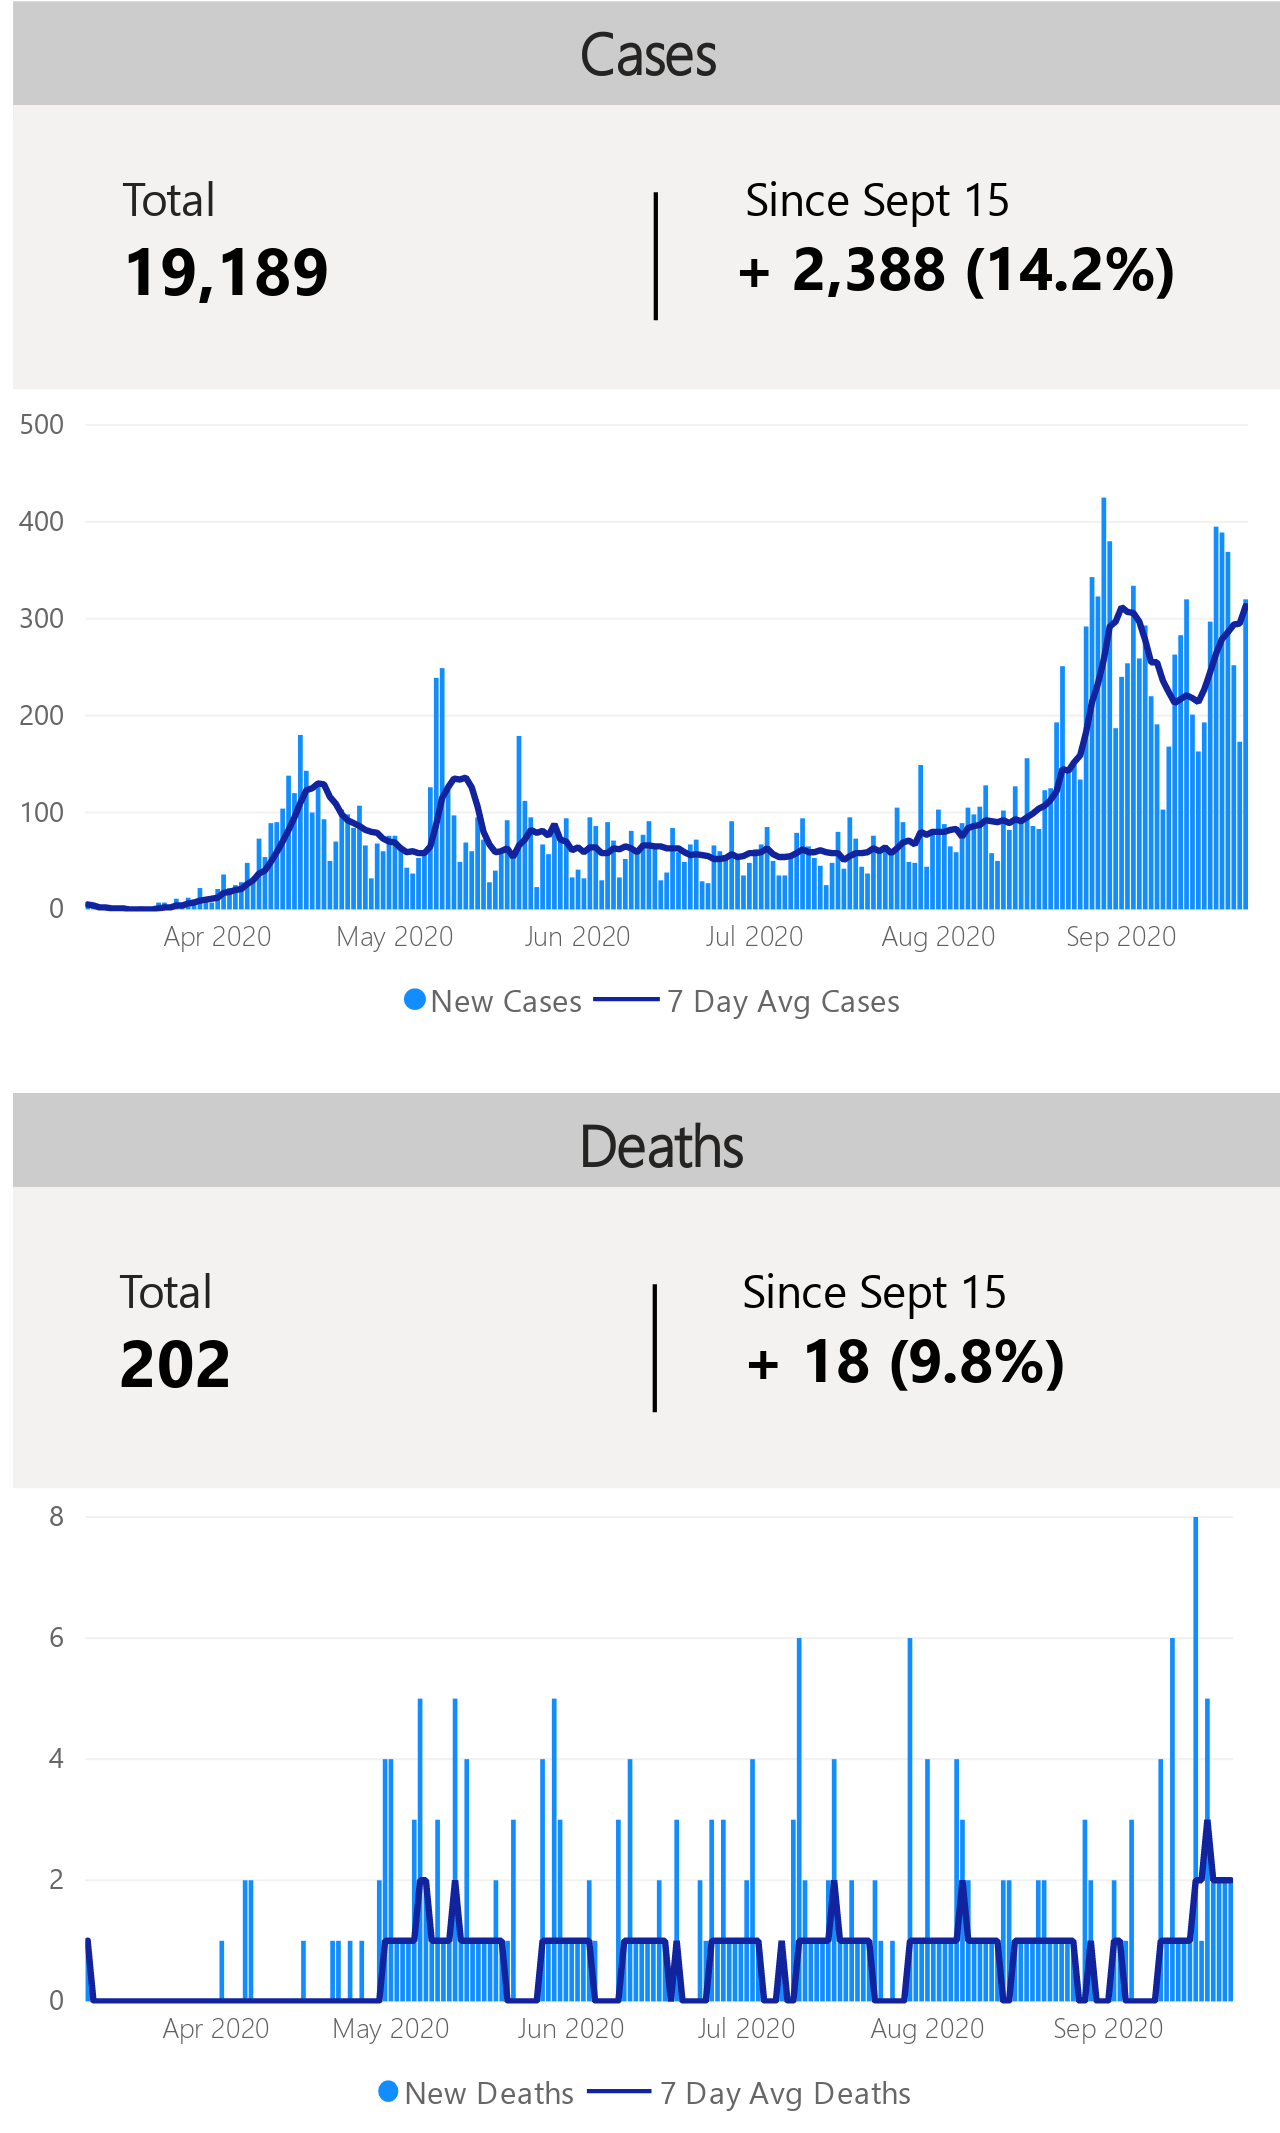 Cases
Total
Since Sept 15
19,189
+ 2,388 (14.2%)
500
400
300
200
100
0
Apr 2020
May 2020
Jun 2020
Jul 2020
Aug 2020
Sep 2020
New Cases
7 Day Avg Cases
Deaths
Total
Since Sept 15
202
+ 18 (9.8%)
8
6
4
2
0
Apr 2020
May 2020
Jun 2020
Jul 2020
Aug 2020
Sep 2020
New Deaths
7 Day Avg Deaths